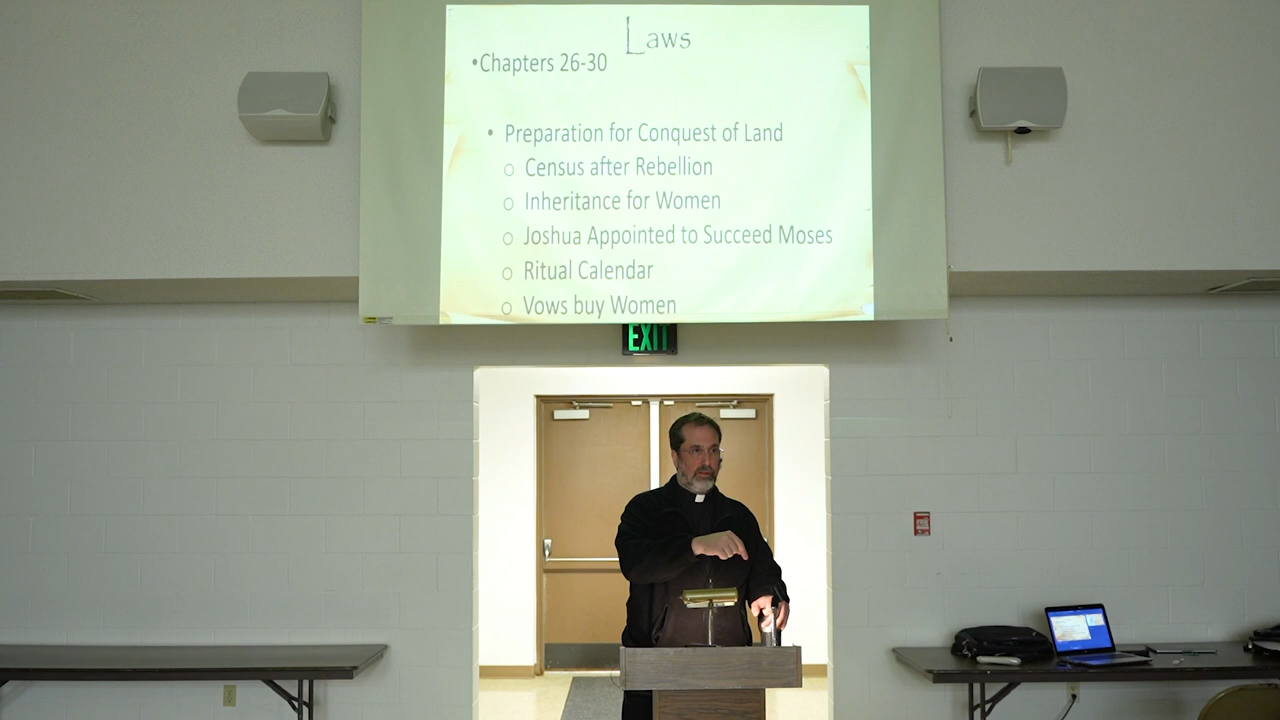 Laws
•Chapters 26-30
• Preparation for Conquest of Land
o Census after Rebellion
o Inheritance for Women
o Joshua Appointed to Succeed Moses
o Ritual Calendar
o Vows buy Women
EXIT